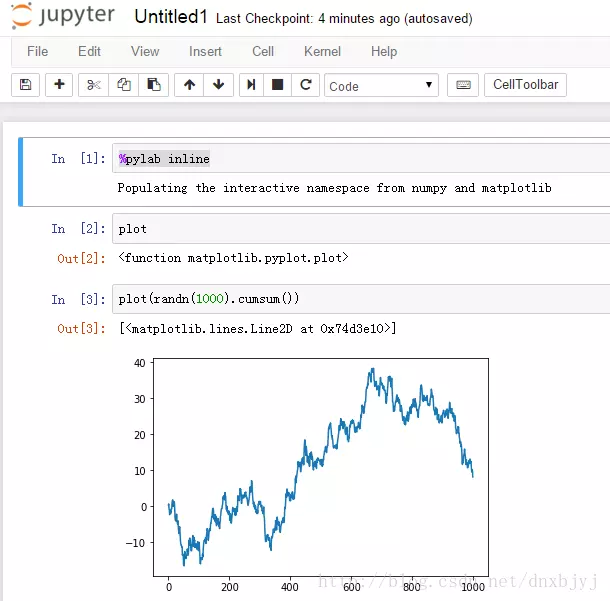 jupyter Untitled1 Last Checkpoint: 4 minutes ago (autosaved)
File Edit View Insert Cell Kernel Help
Code CellToolbar
In [1]: %pylab inline
Populating the interactive namespace from numpy and matplotlib
In [2]: plot
Out[2]: <function matplotlib.pyplot.plot>
In [3]: plot(randn(1000).cumsum())
Out[3]: [<matplotlib.lines.Line2D at 0x74d3e10>]
40
30
20
10
0
−10
0 200 400 600 800 1000
http://blog.csdn.net/dnxbjyj